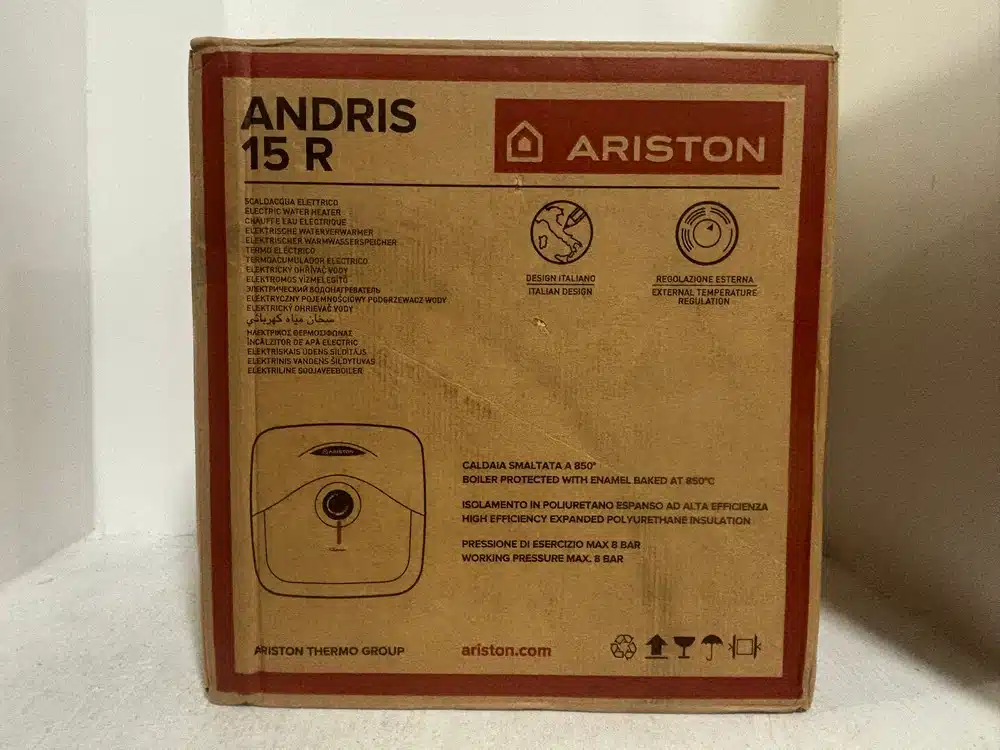 ANDRIS
15 R
ARISTON
SCALDACQUA ELETTRICO
ELECTRIC WATER HEATER
CHAUFFE EAU ELECTRIQUE
ELEKTRISCHE WATERVERWARMER
ELEKTRISCHER WARMWASSERSPEICHER
TERMO ELÉCTRICO
TERMOACUMULADOR ELECTRICO
ELEKTRICKÝ OHŘÍVAČ VODY
ELEKTROMOS VÍZMELEGÍTŐ
ЭЛЕКТРИЧЕСКИЙ ВОДОНАГРЕВАТЕЛЬ
ELEKTRYCZNY POJEMNOŚCIOWY PODGRZEWACZ WODY
ELEKTRICKÝ OHRIEVAČ VODY
سخان مياه كهربائي
ΗΛΕΚΤΡΙΚΟΣ ΘΕΡΜΟΣΙΦΩΝΑΣ
ÎNCĂLZITOR DE APĂ ELECTRIC
ELEKTRISKAIS ŪDENS SILDĪTĀJS
ELEKTRINIS VANDENS ŠILDYTUVAS
ELEKTRILINE SOOJAVEEBOILER
DESIGN ITALIANO
ITALIAN DESIGN
REGOLAZIONE ESTERNA
EXTERNAL TEMPERATURE
REGULATION
ARISTON
CALDAIA SMALTATA A 850°
BOILER PROTECTED WITH ENAMEL BAKED AT 850°C
ISOLAMENTO IN POLIURETANO ESPANSO AD ALTA EFFICIENZA
HIGH EFFICIENCY EXPANDED POLYURETHANE INSULATION
PRESSIONE DI ESERCIZIO MAX 8 BAR
WORKING PRESSURE MAX. 8 BAR
ARISTON THERMO GROUP
ariston.com